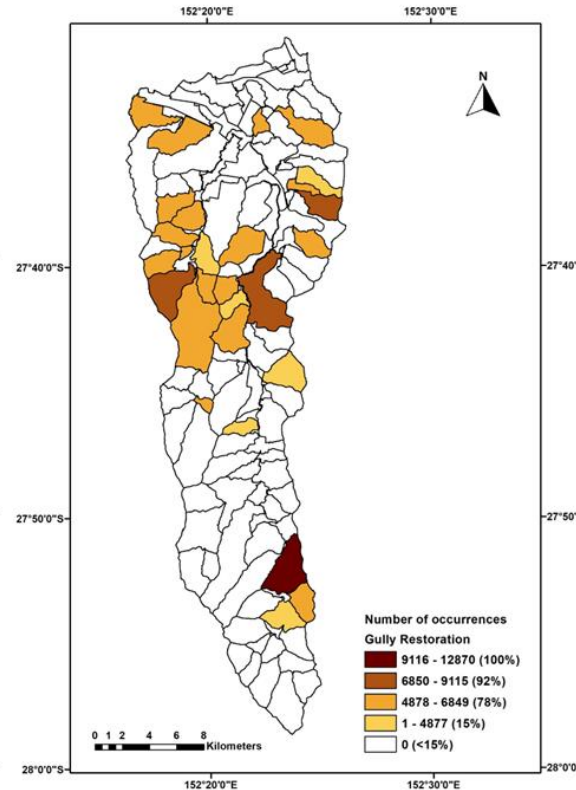 152°20'0"E 152°30'0"E
N
27°40'0"S 27°40'0"
27°50'0"S 27°50'0"
Number of occurrences
Gully Restoration
9116 - 12870 (100%)
6850 - 9115 (92%)
4878 - 6849 (78%)
1 - 4877 (15%)
0 (<15%)
0 1 2 4 6 8
Kilometers
28°0'0"S 28°0'0
152°20'0"E 152°30'0"E